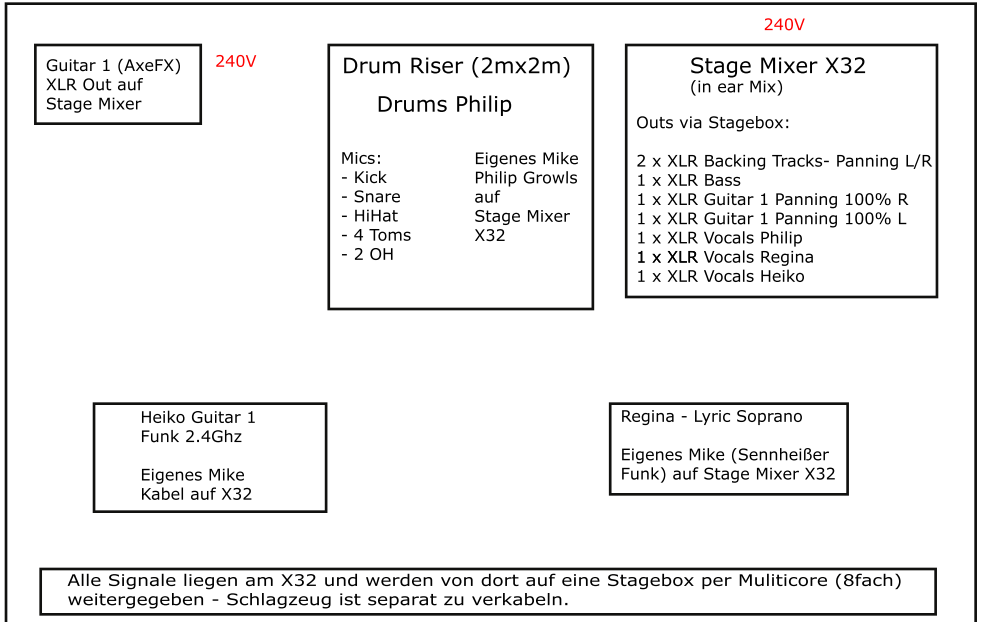 240V
Guitar 1 (AxeFX)
XLR Out auf
Stage Mixer
240V
Drum Riser (2mx2m)
Drums Philip
Mics:
- Kick
- Snare
- HiHat
- 4 Toms
- 2 OH
Eigenes Mike
Philip Growls
auf
Stage Mixer
X32
Stage Mixer X32
(in ear Mix)
Outs via Stagebox:
2 x XLR Backing Tracks- Panning L/R
1 x XLR Bass
1 x XLR Guitar 1 Panning 100% R
1 x XLR Guitar 1 Panning 100% L
1 x XLR Vocals Philip
1 x XLR Vocals Regina
1 x XLR Vocals Heiko
Heiko Guitar 1
Funk 2.4Ghz
Eigenes Mike
Kabel auf X32
Regina - Lyric Soprano
Eigenes Mike (Sennheißer
Funk) auf Stage Mixer X32
Alle Signale liegen am X32 und werden von dort auf eine Stagebox per Muliticore (8fach)
weitergegeben - Schlagzeug ist separat zu verkabeln.